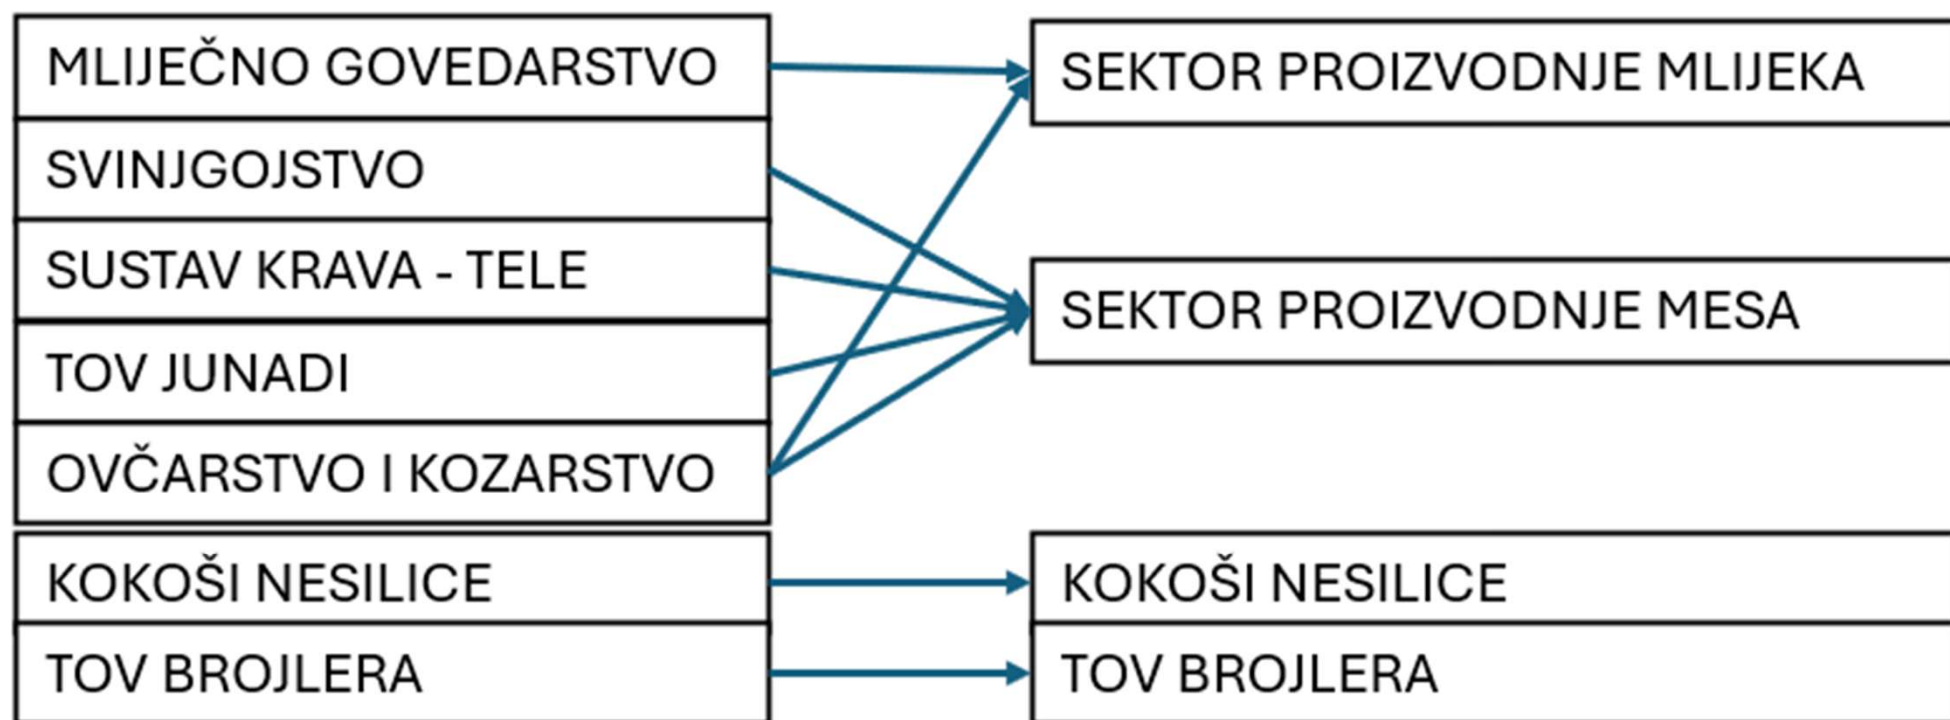 MLIJEČNO GOVEDARSTVO
SVINJGOJSTVO
SUSTAV KRAVA - TELE
TOV JUNADI
OVČARSTVO I KOZARSTVO
KOKOŠI NESILICE
TOV BROJLERA
SEKTOR PROIZVODNJE MLIJEKA
SEKTOR PROIZVODNJE MESA
KOKOŠI NESILICE
TOV BROJLERA